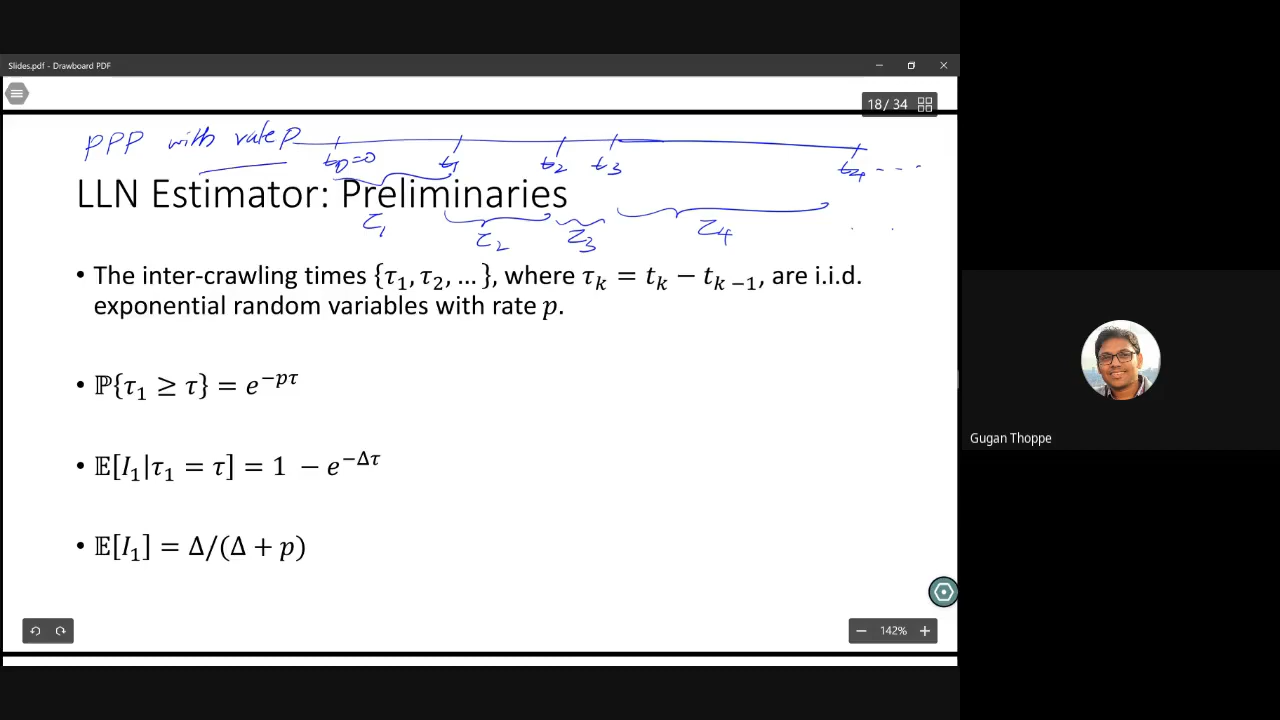 Slides.pdf - Drawboard PDF
18 / 34
PPP with rate p
t₀=0 t₁ t₂ t₃ t₄ - - -
LLN Estimator: Preliminaries
τ₁ τ₂ τ₃ τ₄
• The inter-crawling times {τ₁, τ₂, … }, where τₖ = tₖ − tₖ₋₁, are i.i.d.
exponential random variables with rate p.
• ℙ{τ₁ ≥ τ} = e^{−pτ}
• 𝔼[I₁|τ₁ = τ] = 1 − e^{−Δτ}
• 𝔼[I₁] = Δ/(Δ + p)
Gugan Thoppe
142%